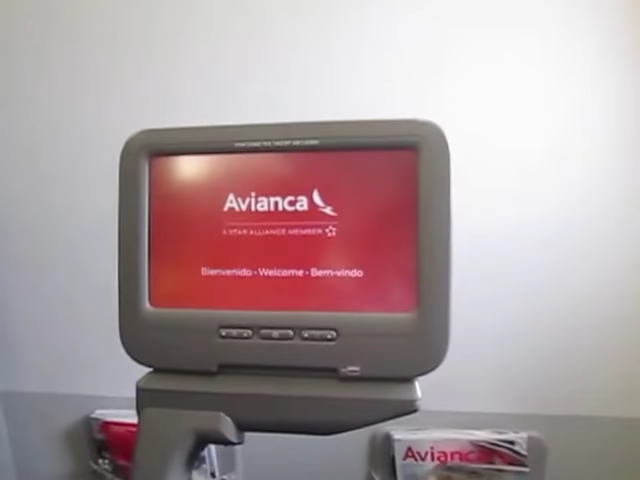 Avianca
A STAR ALLIANCE MEMBER
Bienvenido - Welcome - Bem-vindo
Avianca